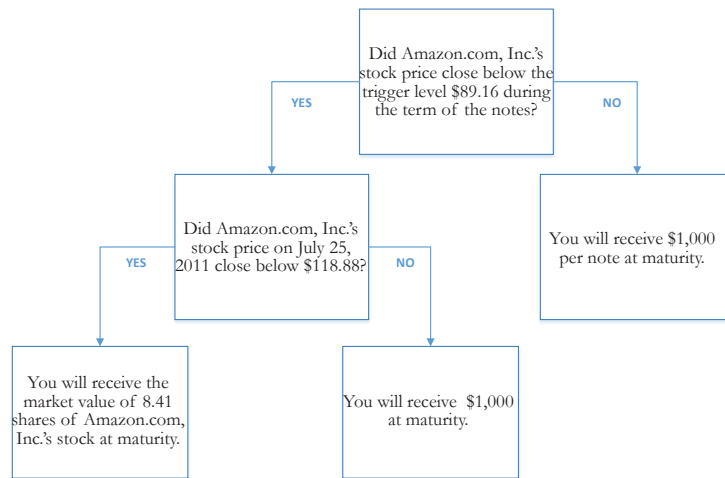 Did Amazon.com, Inc.'s
stock price close below the
trigger level $89.16 during
the term of the notes?
YES
NO
Did Amazon.com, Inc.'s
stock price on July 25,
2011 close below $118.88?
You will receive $1,000
per note at maturity.
YES
NO
You will receive the
market value of 8.41
shares of Amazon.com,
Inc.'s stock at maturity.
You will receive $1,000
at maturity.